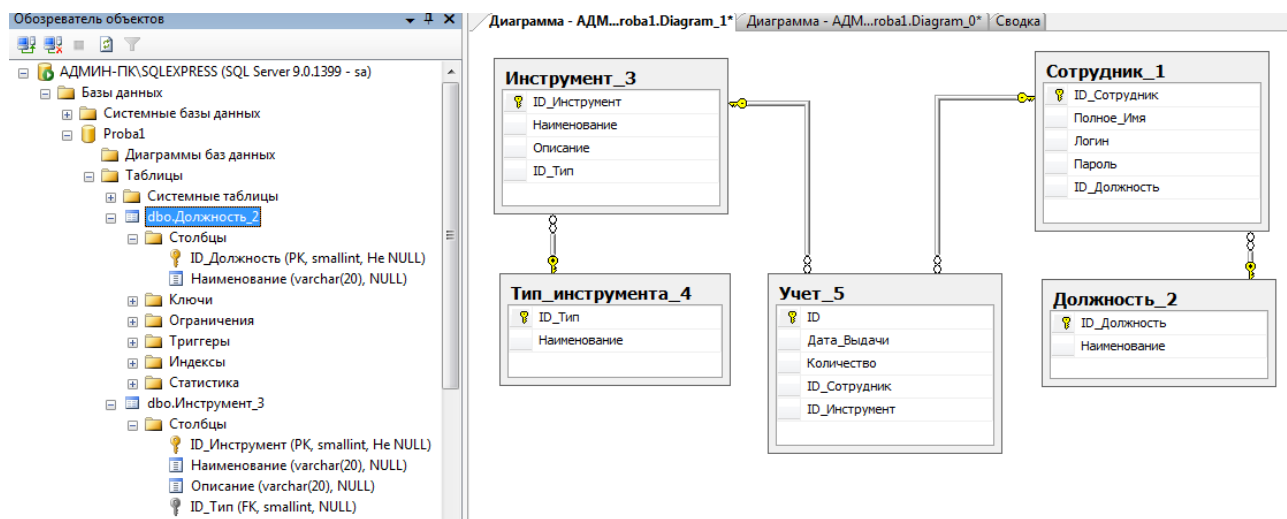 Обозреватель объектов
АДМИН-ПК\SQLEXPRESS (SQL Server 9.0.1399 - sa)
Базы данных
Системные базы данных
Proba1
Диаграммы баз данных
Таблицы
Системные таблицы
dbo.Должность_2
Столбцы
ID_Должность (PK, smallint, Не NULL)
Наименование (varchar(20), NULL)
Ключи
Ограничения
Триггеры
Индексы
Статистика
dbo.Инструмент_3
Столбцы
ID_Инструмент (PK, smallint, Не NULL)
Наименование (varchar(20), NULL)
Описание (varchar(20), NULL)
ID_Тип (FK, smallint, NULL)
Диаграмма - АДМ...roba1.Diagram_1* Диаграмма - АДМ...roba1.Diagram_0* Сводка
Инструмент_3
ID_Инструмент
Наименование
Описание
ID_Тип
Сотрудник_1
ID_Сотрудник
Полное_Имя
Логин
Пароль
ID_Должность
Тип_инструмента_4
ID_Тип
Наименование
Учет_5
ID
Дата_Выдачи
Количество
ID_Сотрудник
ID_Инструмент
Должность_2
ID_Должность
Наименование